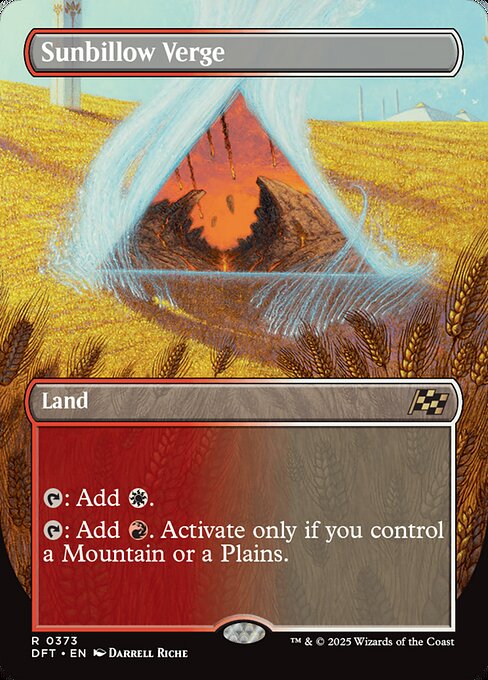 Sunbillow Verge
Land
: Add .
: Add . Activate only if you control
a Mountain or a Plains.
R 0373
DFT • EN Darrell Riche
™ & © 2025 Wizards of the Coast